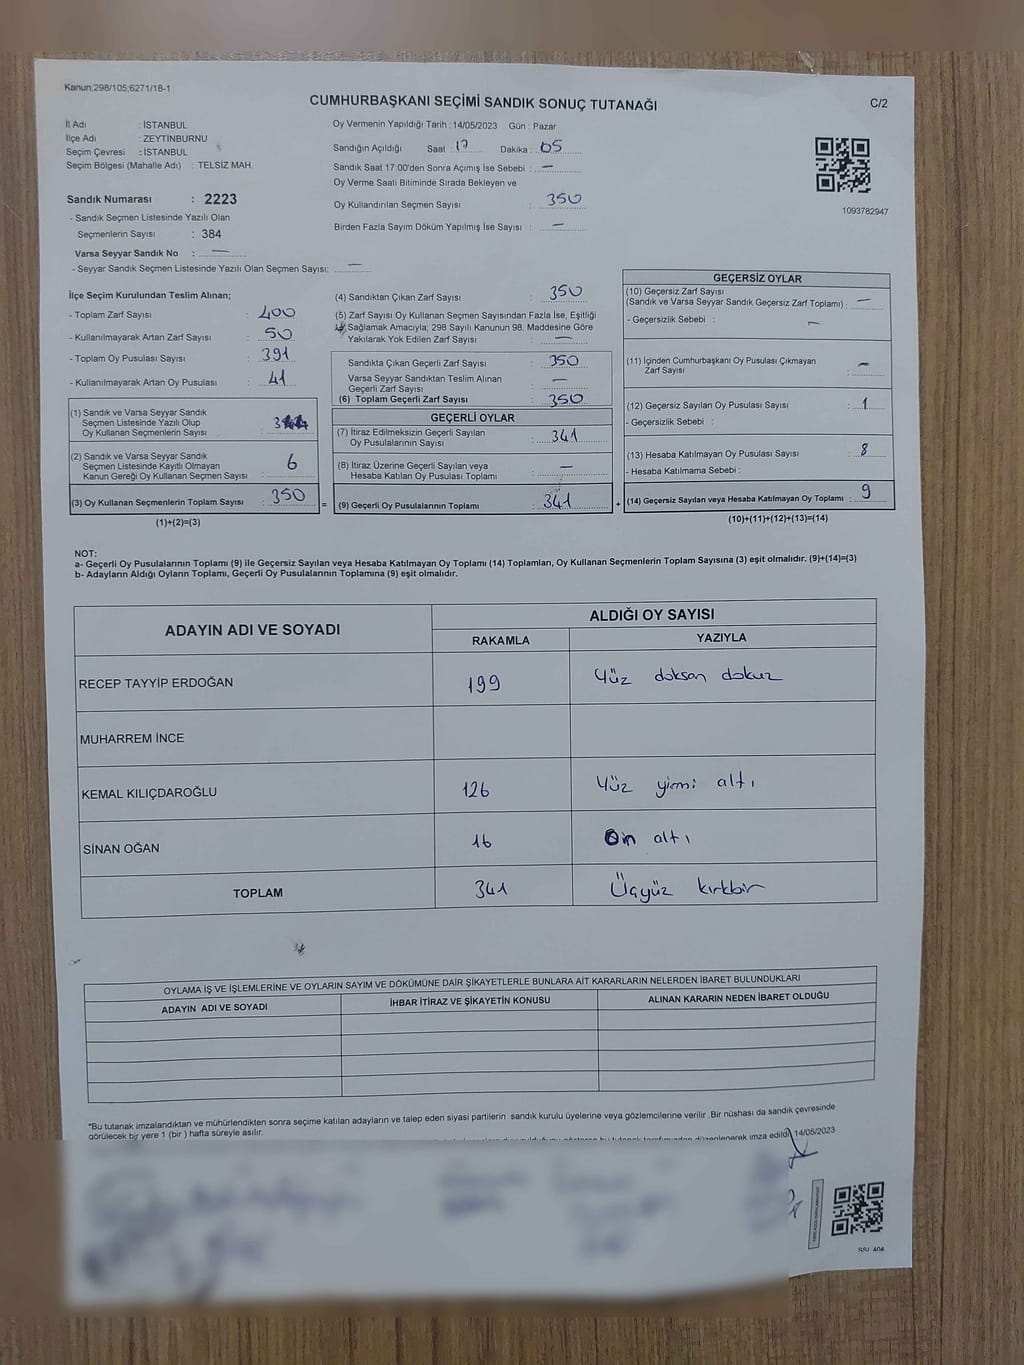 Kanun;298/105;6271/18-1
CUMHURBAŞKANI SEÇİMİ SANDIK SONUÇ TUTANAĞI
C/2
İl Adı : İSTANBUL
İlçe Adı : ZEYTİNBURNU
Seçim Çevresi : İSTANBUL
Seçim Bölgesi (Mahalle Adı) : TELSİZ MAH.
Sandık Numarası : 2223
- Sandık Seçmen Listesinde Yazılı Olan
Seçmenlerin Sayısı : 384
Varsa Seyyar Sandık No : —
- Seyyar Sandık Seçmen Listesinde Yazılı Olan Seçmen Sayısı: —
Oy Vermenin Yapıldığı Tarih :14/05/2023 Gün : Pazar
Sandığın Açıldığı Saat : 17 Dakika : 05
Sandık Saat 17:00'den Sonra Açımış İse Sebebi : —
Oy Verme Saati Bitiminde Sırada Bekleyen ve
Oy Kullandırılan Seçmen Sayısı : 350
Birden Fazla Sayım Döküm Yapılmış İse Sayısı : —
1093782947
İlçe Seçim Kurulundan Teslim Alınan;
- Toplam Zarf Sayısı : 400
- Kullanılmayarak Artan Zarf Sayısı : 50
- Toplam Oy Pusulası Sayısı : 391
- Kullanılmayarak Artan Oy Pusulası : 41
(1) Sandık ve Varsa Seyyar Sandık
Seçmen Listesinde Yazılı Olup
Oy Kullanan Seçmenlerin Sayısı : 344
(2) Sandık ve Varsa Seyyar Sandık
Seçmen Listesinde Kayıtlı Olmayan
Kanun Gereği Oy Kullanan Seçmen Sayısı : 6
(3) Oy Kullanan Seçmenlerin Toplam Sayısı : 350
(1)+(2)=(3)
(4) Sandıktan Çıkan Zarf Sayısı : 350
(5) Zarf Sayısı Oy Kullanan Seçmen Sayısından Fazla İse, Eşitliği
Sağlamak Amacıyla; 298 Sayılı Kanunun 98. Maddesine Göre
Yakılarak Yok Edilen Zarf Sayısı : —
Sandıkta Çıkan Geçerli Zarf Sayısı : 350
Varsa Seyyar Sandıktan Teslim Alınan
Geçerli Zarf Sayısı : —
(6) Toplam Geçerli Zarf Sayısı : 350
GEÇERLİ OYLAR
(7) İtiraz Edilmeksizin Geçerli Sayılan
Oy Pusulalarının Sayısı : 341
(8) İtiraz Üzerine Geçerli Sayılan veya
Hesaba Katılan Oy Pusulası Toplamı : —
= (9) Geçerli Oy Pusulalarının Toplamı : 341 +
GEÇERSİZ OYLAR
(10) Geçersiz Zarf Sayısı
(Sandık ve Varsa Seyyar Sandık Geçersiz Zarf Toplamı) : —
- Geçersizlik Sebebi : —
(11) İçinden Cumhurbaşkanı Oy Pusulası Çıkmayan
Zarf Sayısı : —
(12) Geçersiz Sayılan Oy Pusulası Sayısı : 1
- Geçersizlik Sebebi :
(13) Hesaba Katılmayan Oy Pusulası Sayısı : 8
- Hesaba Katılmama Sebebi :
(14) Geçersiz Sayılan veya Hesaba Katılmayan Oy Toplamı : 9
(10)+(11)+(12)+(13)=(14)
NOT:
a- Geçerli Oy Pusulalarının Toplamı (9) ile Geçersiz Sayılan veya Hesaba Katılmayan Oy Toplamı (14) Toplamları, Oy Kullanan Seçmenlerin Toplam Sayısına (3) eşit olmalıdır. (9)+(14)=(3)
b- Adayların Aldığı Oyların Toplamı, Geçerli Oy Pusulalarının Toplamına (9) eşit olmalıdır.
ADAYIN ADI VE SOYADI
ALDIĞI OY SAYISI
RAKAMLA YAZIYLA
RECEP TAYYİP ERDOĞAN 199 Yüz doksan dokuz
MUHARREM İNCE
KEMAL KILIÇDAROĞLU 126 Yüz yirmi altı
SİNAN OĞAN 16 On altı
TOPLAM 341 Üçyüz kırkbir
OYLAMA İŞ VE İŞLEMLERİNE VE OYLARIN SAYIM VE DÖKÜMÜNE DAİR ŞİKAYETLERLE BUNLARA AİT KARARLARIN NELERDEN İBARET BULUNDUKLARI
ADAYIN ADI VE SOYADI İHBAR İTİRAZ VE ŞİKAYETİN KONUSU ALINAN KARARIN NEDEN İBARET OLDUĞU
*Bu tutanak imzalandıktan ve mühürlendikten sonra seçime katılan adayların ve talep eden siyasi partilerin sandık kurulu üyelerine veya gözlemcilerine verilir .Bir nüshası da sandık çevresinde
görülecek bir yere 1 (bir ) hafta süreyle asılır.
düzenlenerek imza edildi. 14/05/2023